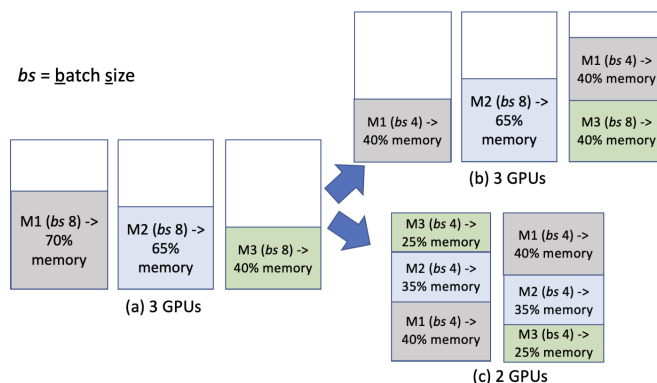 bs = batch size
M1 (bs 8) ->
70%
memory
M2 (bs 8) ->
65%
memory
M3 (bs 8) ->
40% memory
(a) 3 GPUs
M1 (bs 4) ->
40% memory
M2 (bs 8) ->
65%
memory
M1 (bs 4) ->
40% memory
M3 (bs 8) ->
40% memory
(b) 3 GPUs
M3 (bs 4) ->
25% memory
M2 (bs 4) ->
35% memory
M1 (bs 4) ->
40% memory
M1 (bs 4) ->
40% memory
M2 (bs 4) ->
35% memory
M3 (bs 4) ->
25% memory
(c) 2 GPUs